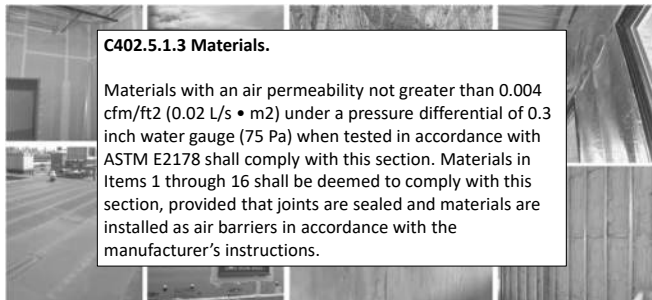 C402.5.1.3 Materials.
Materials with an air permeability not greater than 0.004
cfm/ft2 (0.02 L/s • m2) under a pressure differential of 0.3
inch water gauge (75 Pa) when tested in accordance with
ASTM E2178 shall comply with this section. Materials in
Items 1 through 16 shall be deemed to comply with this
section, provided that joints are sealed and materials are
installed as air barriers in accordance with the
manufacturer’s instructions.